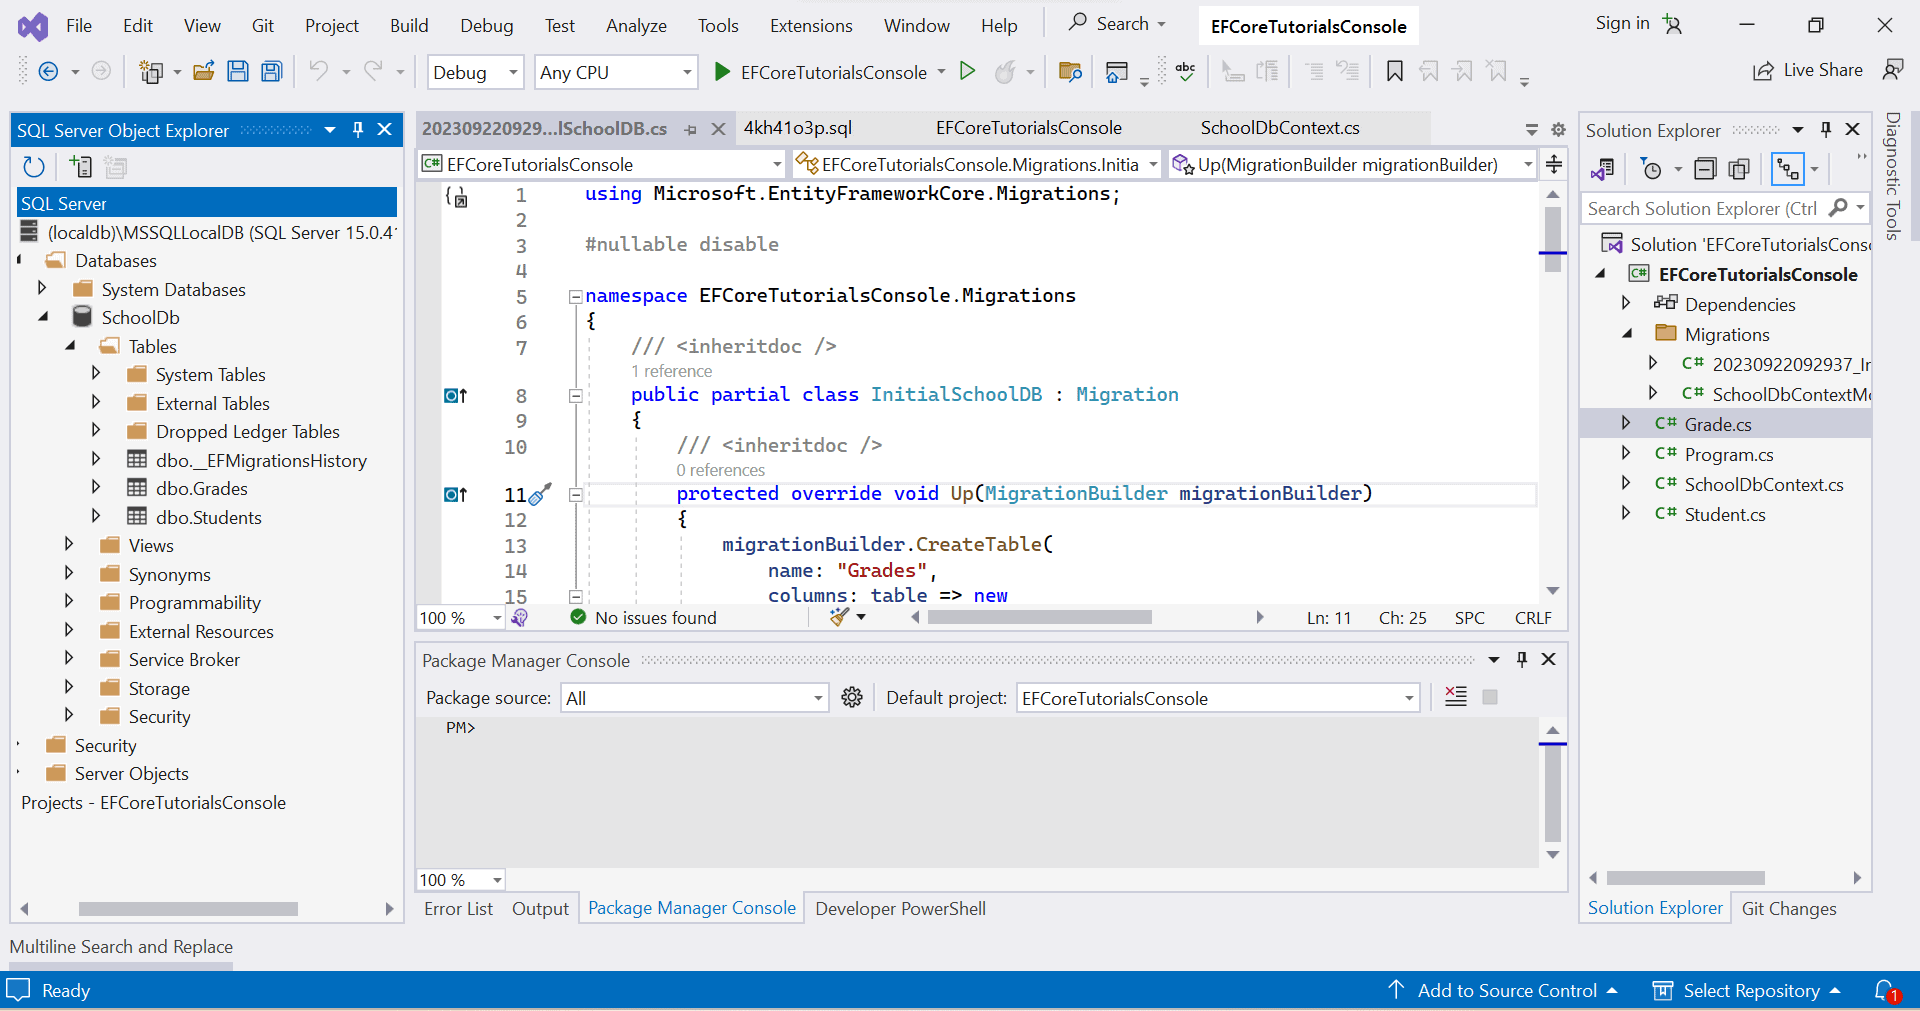 File Edit View Git Project Build Debug Test Analyze Tools Extensions Window Help Search EFCoreTutorialsConsole Sign in
Debug Any CPU EFCoreTutorialsConsole abc Live Share
SQL Server Object Explorer
SQL Server
(localdb)\MSSQLLocalDB (SQL Server 15.0.4
Databases
System Databases
SchoolDb
Tables
System Tables
External Tables
Dropped Ledger Tables
dbo.__EFMigrationsHistory
dbo.Grades
dbo.Students
Views
Synonyms
Programmability
External Resources
Service Broker
Storage
Security
Security
Server Objects
Projects - EFCoreTutorialsConsole
202309220929...lSchoolDB.cs 4kh41o3p.sql EFCoreTutorialsConsole SchoolDbContext.cs
C# EFCoreTutorialsConsole EFCoreTutorialsConsole.Migrations.Initia Up(MigrationBuilder migrationBuilder)
1 using Microsoft.EntityFrameworkCore.Migrations;
2
3 #nullable disable
4
5 namespace EFCoreTutorialsConsole.Migrations
6 {
7 /// <inheritdoc />
1 reference
8 public partial class InitialSchoolDB : Migration
9 {
10 /// <inheritdoc />
0 references
11 protected override void Up(MigrationBuilder migrationBuilder)
12 {
13 migrationBuilder.CreateTable(
14 name: "Grades",
15 columns: table => new
100 % No issues found Ln: 11 Ch: 25 SPC CRLF
Package Manager Console
Package source: All Default project: EFCoreTutorialsConsole
PM>
100 %
Error List Output Package Manager Console Developer PowerShell
Solution Explorer
Search Solution Explorer (Ctrl
Solution 'EFCoreTutorialsConso
C# EFCoreTutorialsConsole
Dependencies
Migrations
C# 20230922092937_In
C# SchoolDbContextMo
C# Grade.cs
C# Program.cs
C# SchoolDbContext.cs
C# Student.cs
Solution Explorer Git Changes
Diagnostic Tools
Multiline Search and Replace
Ready Add to Source Control Select Repository 1